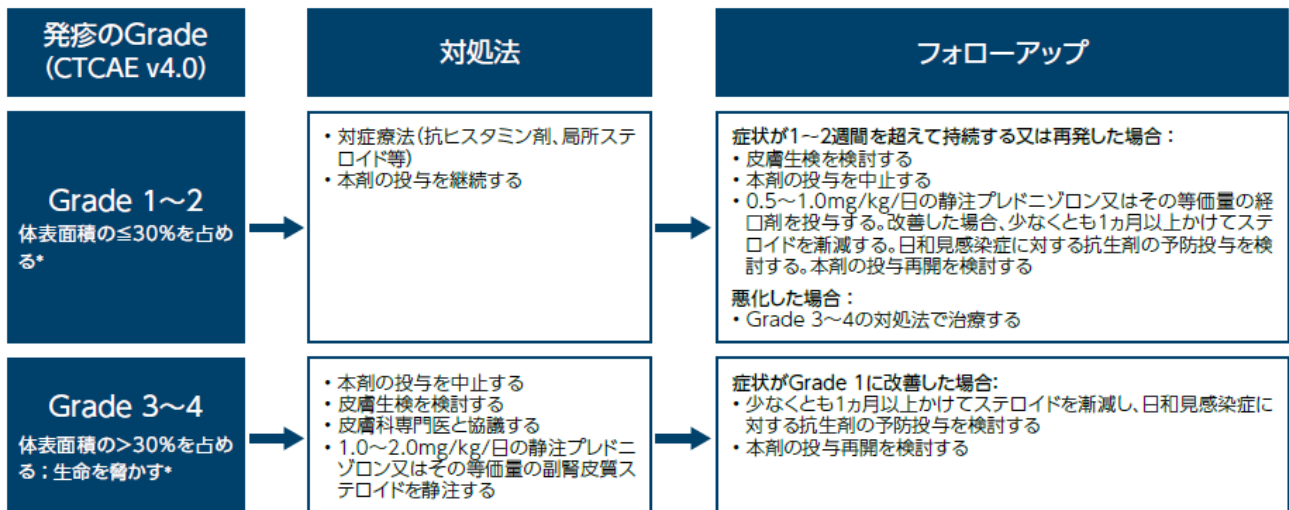 発疹のGrade
(CTCAE v4.0)
対処法
フォローアップ
Grade 1～2
体表面積の≦30%を占め
る*
・対症療法(抗ヒスタミン剤、局所ステ
ロイド等)
・本剤の投与を継続する
症状が1～2週間を超えて持続する又は再発した場合：
・皮膚生検を検討する
・本剤の投与を中止する
・0.5～1.0mg/kg/日の静注プレドニゾロン又はその等価量の経
口剤を投与する。改善した場合、少なくとも1ヵ月以上かけてステ
ロイドを漸減する。日和見感染症に対する抗生剤の予防投与を検
討する。本剤の投与再開を検討する
悪化した場合：
・Grade 3～4の対処法で治療する
Grade 3～4
体表面積の>30%を占め
る；生命を脅かす*
・本剤の投与を中止する
・皮膚生検を検討する
・皮膚科専門医と協議する
・1.0～2.0mg/kg/日の静注プレドニ
ゾロン又はその等価量の副腎皮質ス
テロイドを静注する
症状がGrade 1に改善した場合:
・少なくとも1ヵ月以上かけてステロイドを漸減し、日和見感染症に
対する抗生剤の予防投与を検討する
・本剤の投与再開を検討する